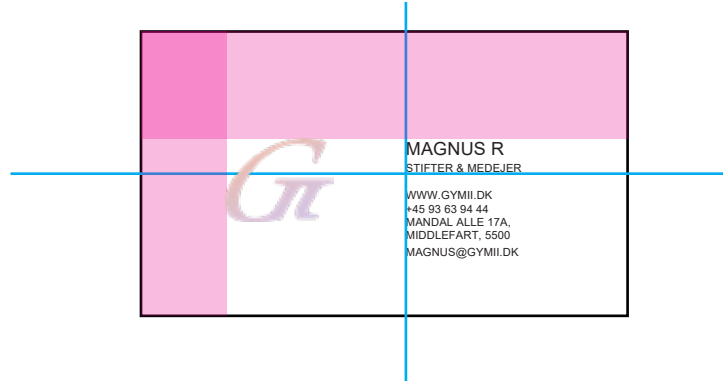 Gπ
MAGNUS R
STIFTER & MEDEJER
WWW.GYMII.DK
+45 93 63 94 44
MANDAL ALLE 17A,
MIDDLEFART, 5500
MAGNUS@GYMII.DK